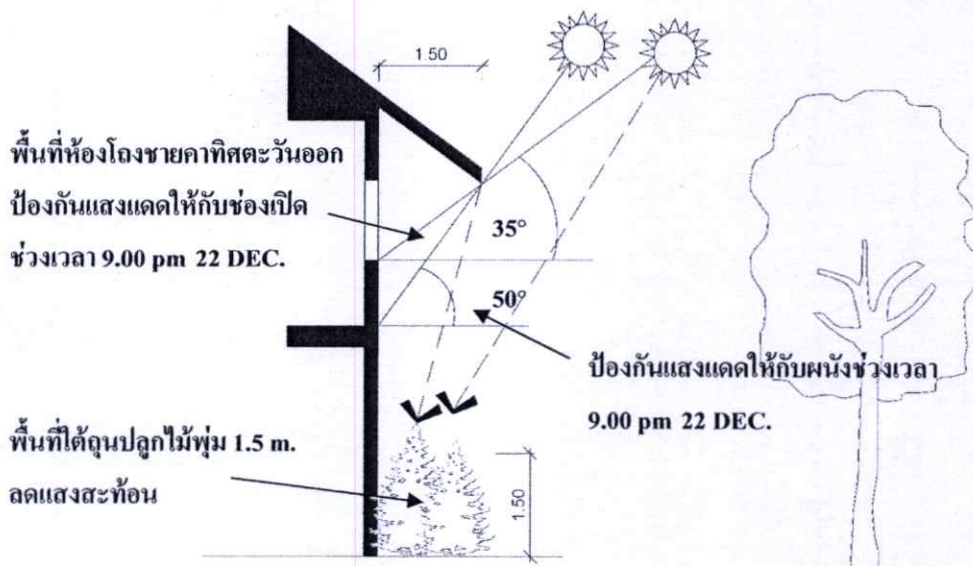 1.50
พื้นที่ห้องโถงชายคาทิศตะวันออก
ป้องกันแสงแดดให้กับช่องเปิด
ช่วงเวลา 9.00 pm 22 DEC.
35°
50°
ป้องกันแสงแดดให้กับผนังช่วงเวลา
9.00 pm 22 DEC.
พื้นที่ใต้ถุนปลูกไม้พุ่ม 1.5 m.
ลดแสงสะท้อน
1.50